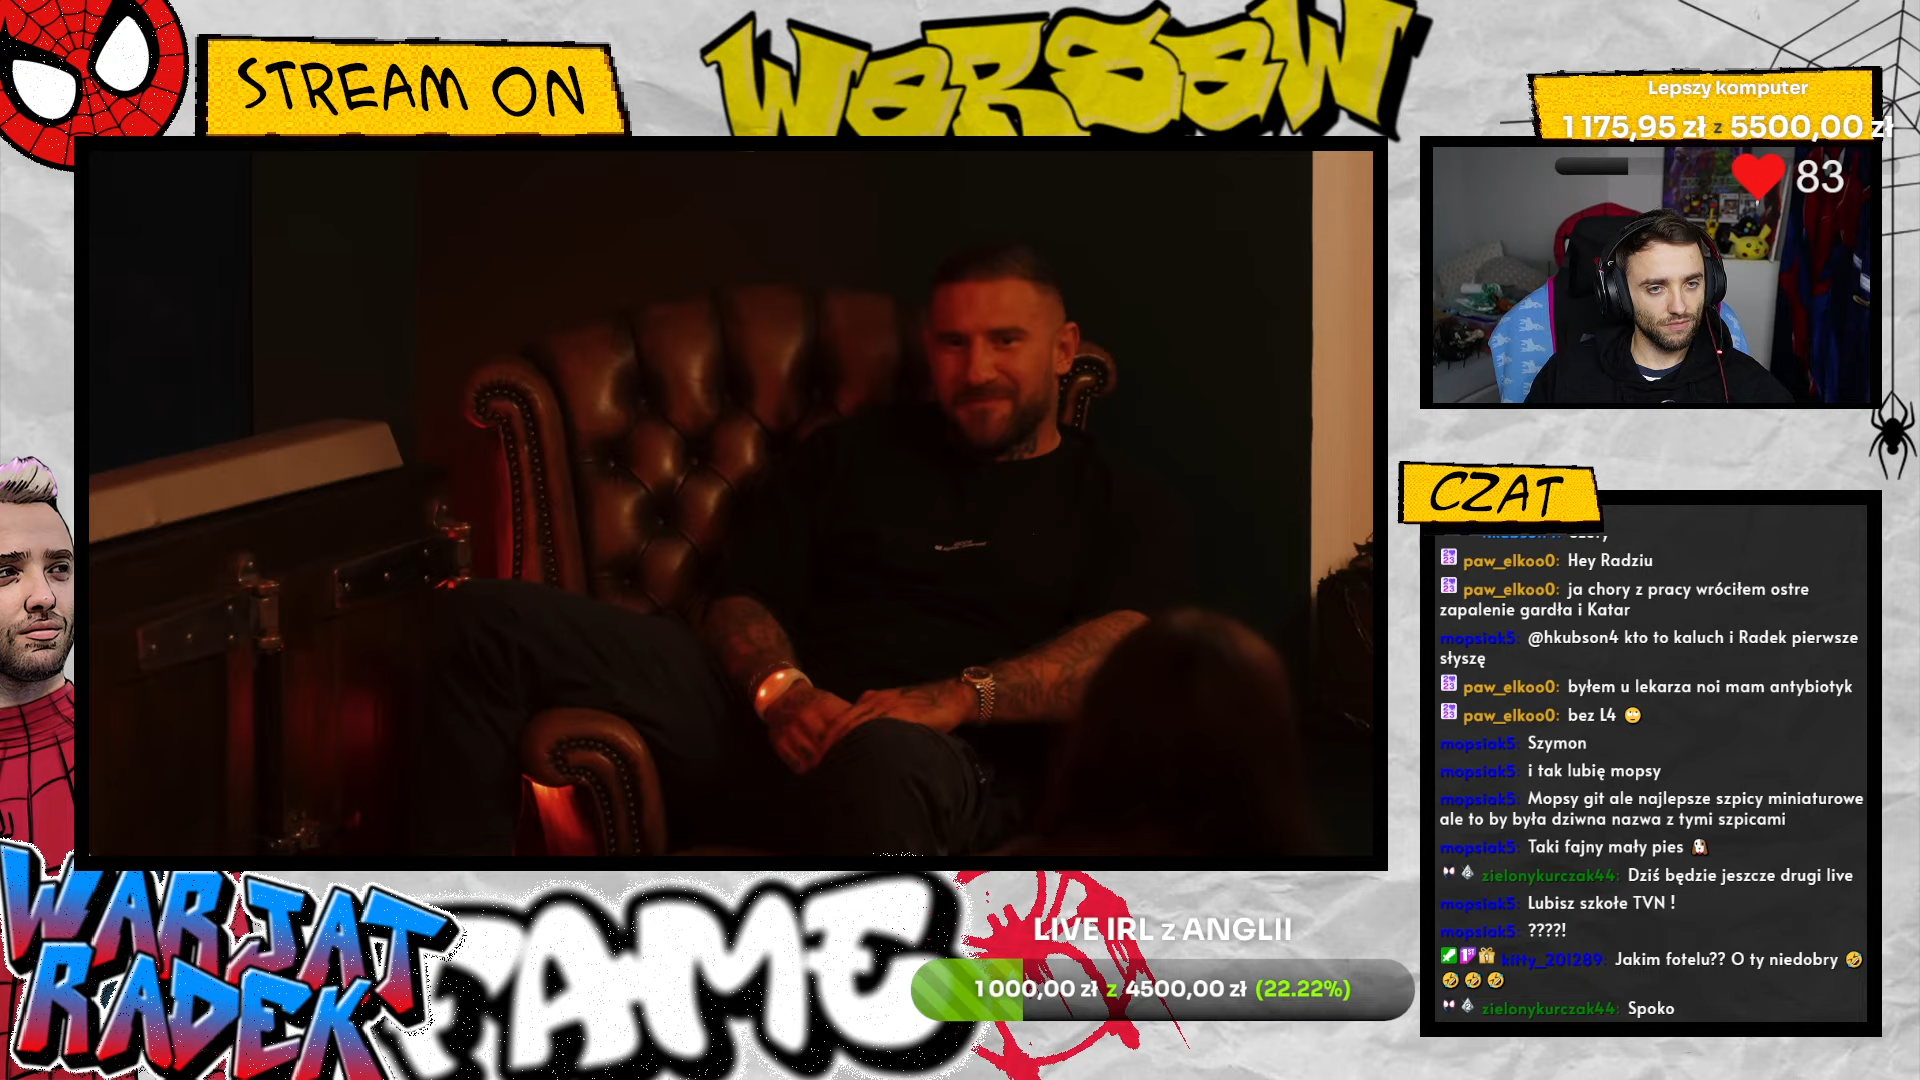 STREAM ON
WARSAW
Lepszy komputer
1 175,95 zł z 5500,00 zł
83
CZAT
paw_elkoo0: Hey Radziu
paw_elkoo0: ja chory z pracy wróciłem ostre
zapalenie gardła i Katar
mopsiak5: @hkubson4 kto to kaluch i Radek pierwsze
słyszę
paw_elkoo0: byłem u lekarza noi mam antybiotyk
paw_elkoo0: bez L4 🙄
mopsiak5: Szymon
mopsiak5: i tak lubię mopsy
mopsiak5: Mopsy git ale najlepsze szpicy miniaturowe
ale to by była dziwna nazwa z tymi szpicami
mopsiak5: Taki fajny mały pies
zielonykurczak44: Dziś będzie jeszcze drugi live
mopsiak5: Lubisz szkołe TVN !
mopsiak5: ????!
kitty_201289: Jakim fotelu?? O ty niedobry 🤣
🤣 🤣 🤣
zielonykurczak44: Spoko
WARJAT
RADEK
FAME
LIVE IRL z ANGLII
1 000,00 zł z 4500,00 zł (22.22%)